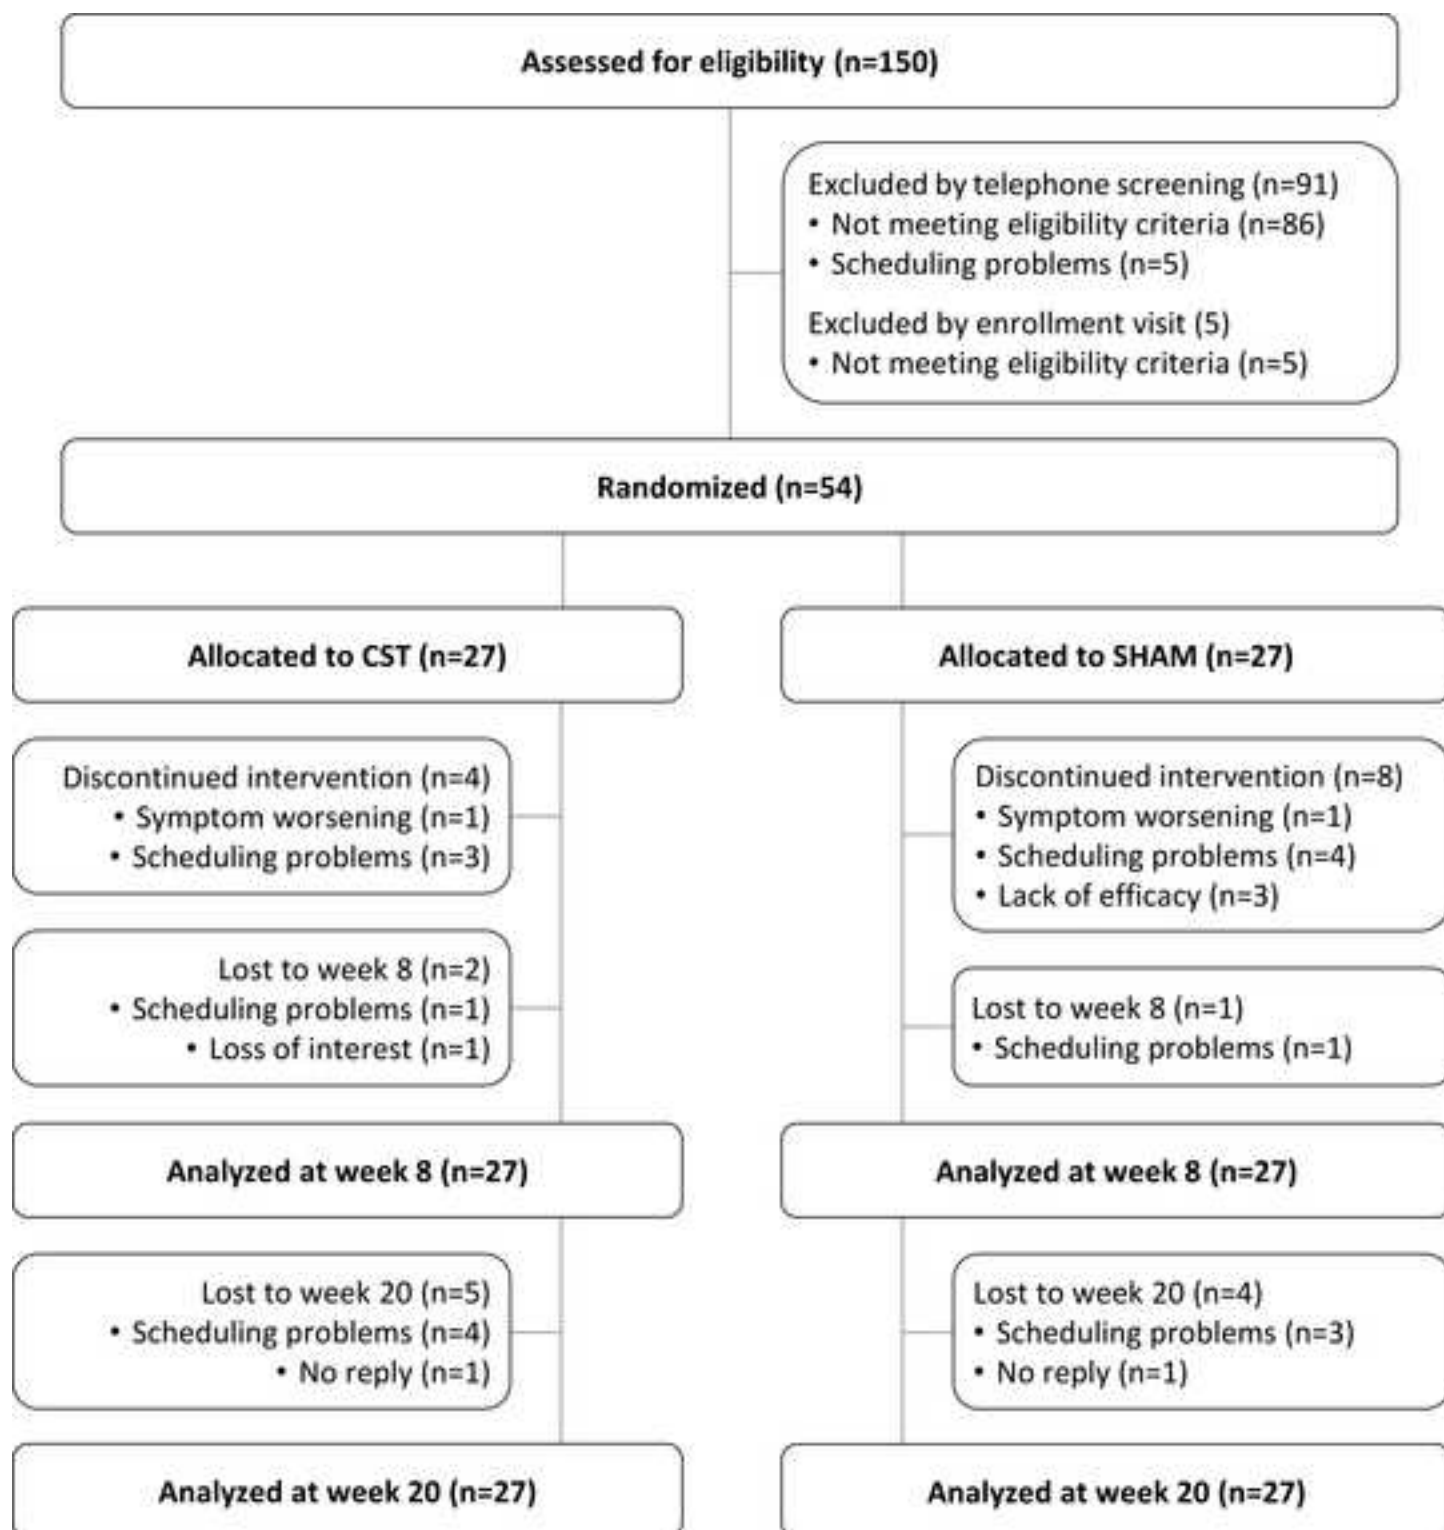 Assessed for eligibility (n=150)
Excluded by telephone screening (n=91)
• Not meeting eligibility criteria (n=86)
• Scheduling problems (n=5)
Excluded by enrollment visit (5)
• Not meeting eligibility criteria (n=5)
Randomized (n=54)
Allocated to CST (n=27)
Allocated to SHAM (n=27)
Discontinued intervention (n=4)
• Symptom worsening (n=1)
• Scheduling problems (n=3)
Discontinued intervention (n=8)
• Symptom worsening (n=1)
• Scheduling problems (n=4)
• Lack of efficacy (n=3)
Lost to week 8 (n=2)
• Scheduling problems (n=1)
• Loss of interest (n=1)
Lost to week 8 (n=1)
• Scheduling problems (n=1)
Analyzed at week 8 (n=27)
Analyzed at week 8 (n=27)
Lost to week 20 (n=5)
• Scheduling problems (n=4)
• No reply (n=1)
Lost to week 20 (n=4)
• Scheduling problems (n=3)
• No reply (n=1)
Analyzed at week 20 (n=27)
Analyzed at week 20 (n=27)